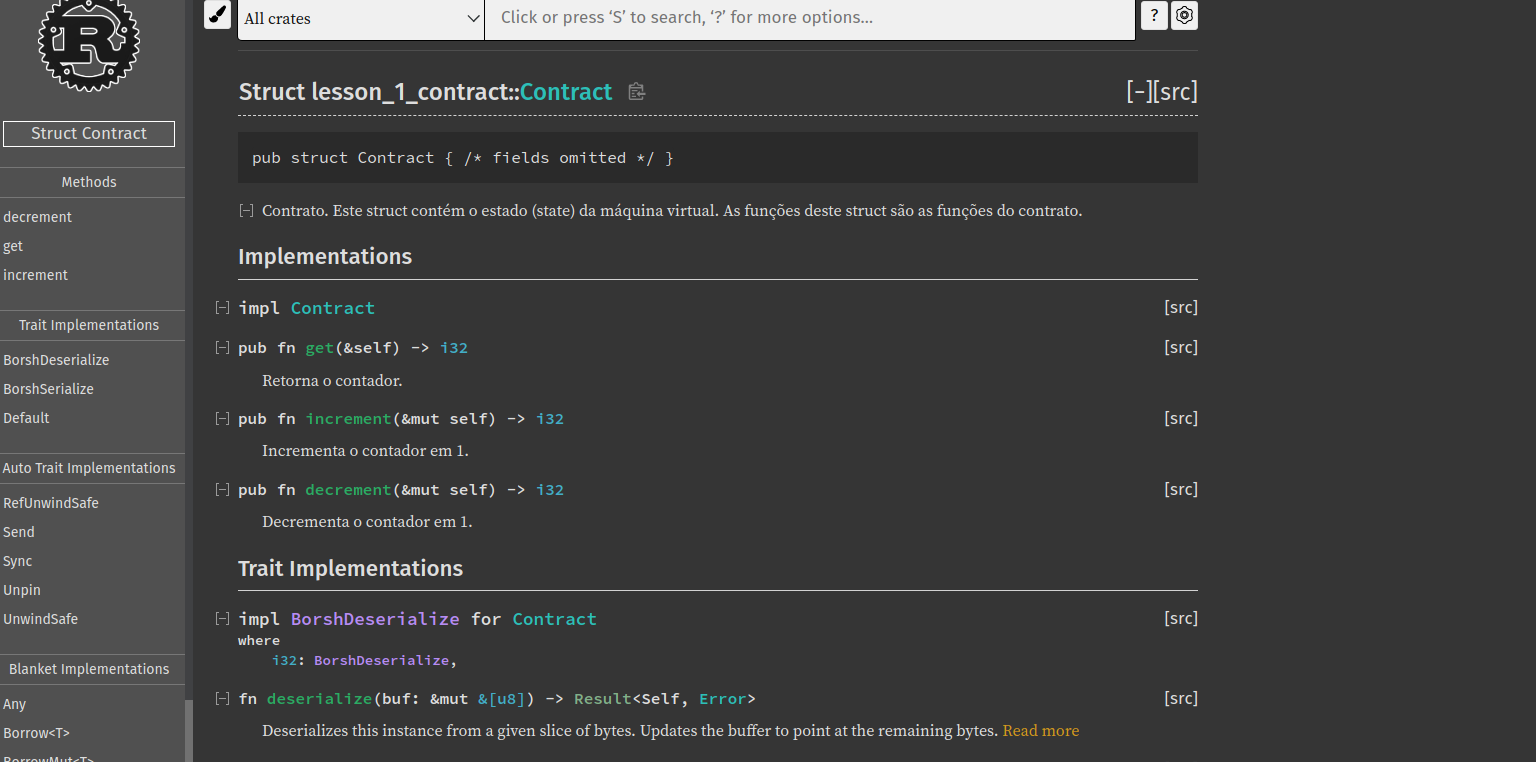 Struct Contract
Methods
decrement
get
increment
Trait Implementations
BorshDeserialize
BorshSerialize
Default
Auto Trait Implementations
RefUnwindSafe
Send
Sync
Unpin
UnwindSafe
Blanket Implementations
Any
Borrow<T>
BorrowMut<T>
All crates
Click or press ‘S’ to search, ‘?’ for more options…
?
Struct lesson_1_contract::Contract
[−][src]
pub struct Contract { /* fields omitted */ }
[−] Contrato. Este struct contém o estado (state) da máquina virtual. As funções deste struct são as funções do contrato.
Implementations
[−] impl Contract [src]
[−] pub fn get(&self) -> i32 [src]
Retorna o contador.
[−] pub fn increment(&mut self) -> i32 [src]
Incrementa o contador em 1.
[−] pub fn decrement(&mut self) -> i32 [src]
Decrementa o contador em 1.
Trait Implementations
[−] impl BorshDeserialize for Contract [src]
where
i32: BorshDeserialize,
[−] fn deserialize(buf: &mut &[u8]) -> Result<Self, Error> [src]
Deserializes this instance from a given slice of bytes. Updates the buffer to point at the remaining bytes. Read more